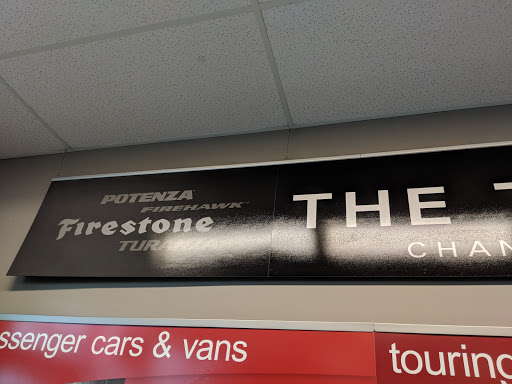 POTENZA
FIREHAWK
Firestone
THE
CHAN
ssenger cars & vans
touring